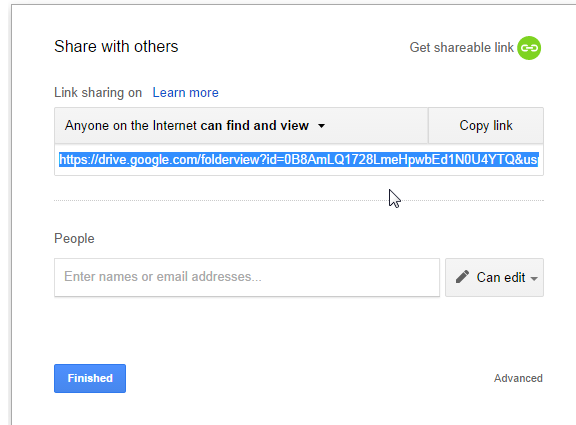 Share with others
Get shareable link
Link sharing on Learn more
Anyone on the Internet can find and view
Copy link
https://drive.google.com/folderview?id=0B8AmLQ1728LmeHpwbEd1N0U4YTQ&us
People
Enter names or email addresses...
Can edit
Finished
Advanced